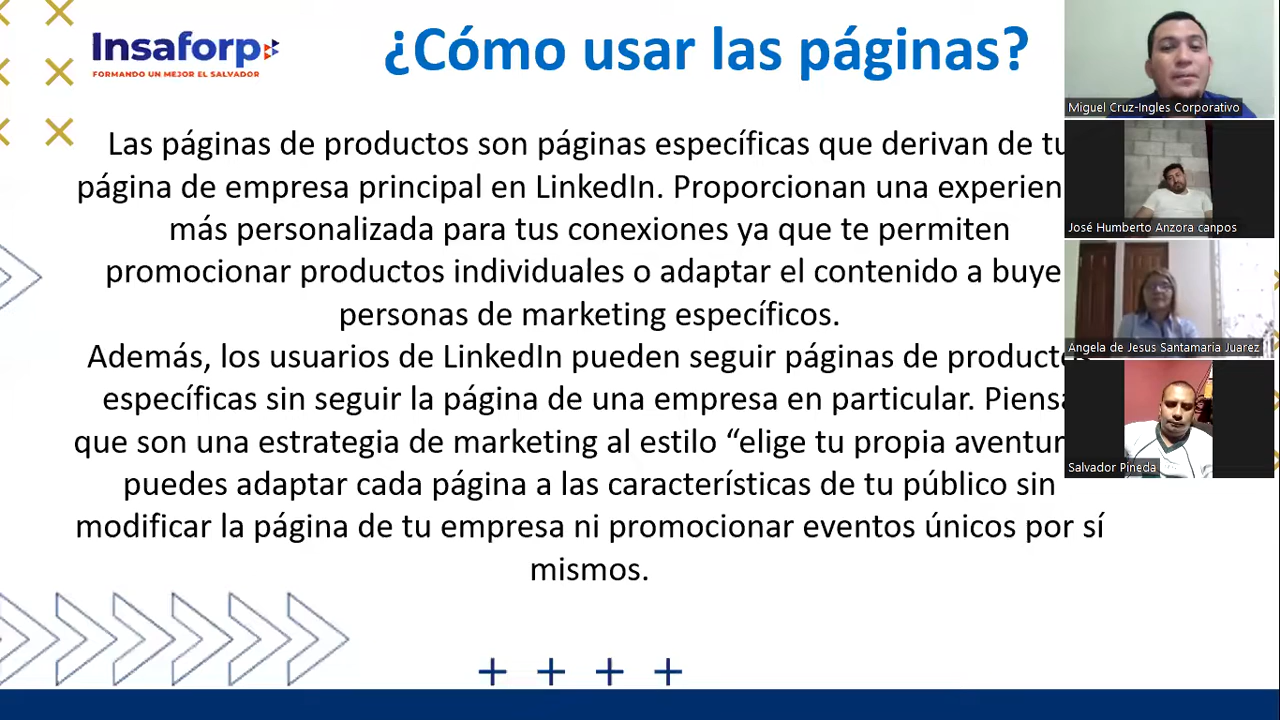 Insaforp
FORMANDO UN MEJOR EL SALVADOR
¿Cómo usar las páginas?
Las páginas de productos son páginas específicas que derivan de tu
página de empresa principal en LinkedIn. Proporcionan una experien
más personalizada para tus conexiones ya que te permiten
promocionar productos individuales o adaptar el contenido a buye
personas de marketing específicos.
Además, los usuarios de LinkedIn pueden seguir páginas de productos
específicas sin seguir la página de una empresa en particular. Piensa
que son una estrategia de marketing al estilo “elige tu propia aventur
puedes adaptar cada página a las características de tu público sin
modificar la página de tu empresa ni promocionar eventos únicos por sí
mismos.
Miguel Cruz-Ingles Corporativo
José Humberto Anzora canpos
Angela de Jesus Santamaria Juarez
Salvador Pineda